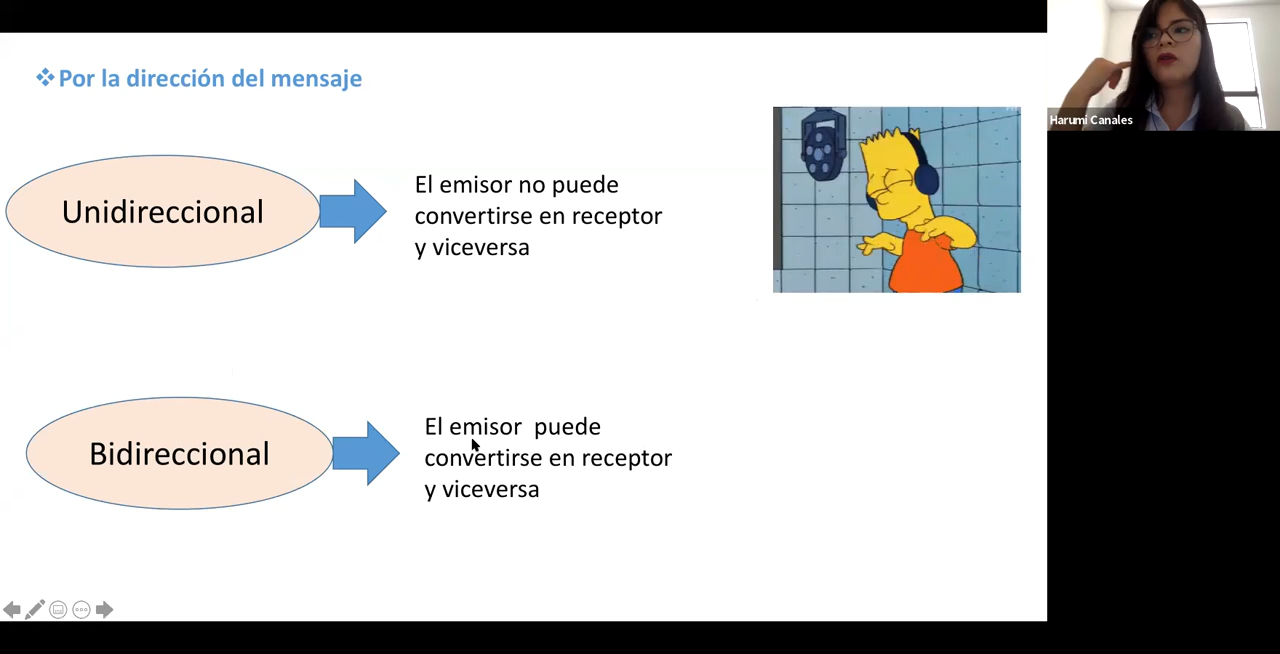 ❖Por la dirección del mensaje
Unidireccional
El emisor no puede
convertirse en receptor
y viceversa
Bidireccional
El emisor  puede
convertirse en receptor
y viceversa
Harumi Canales